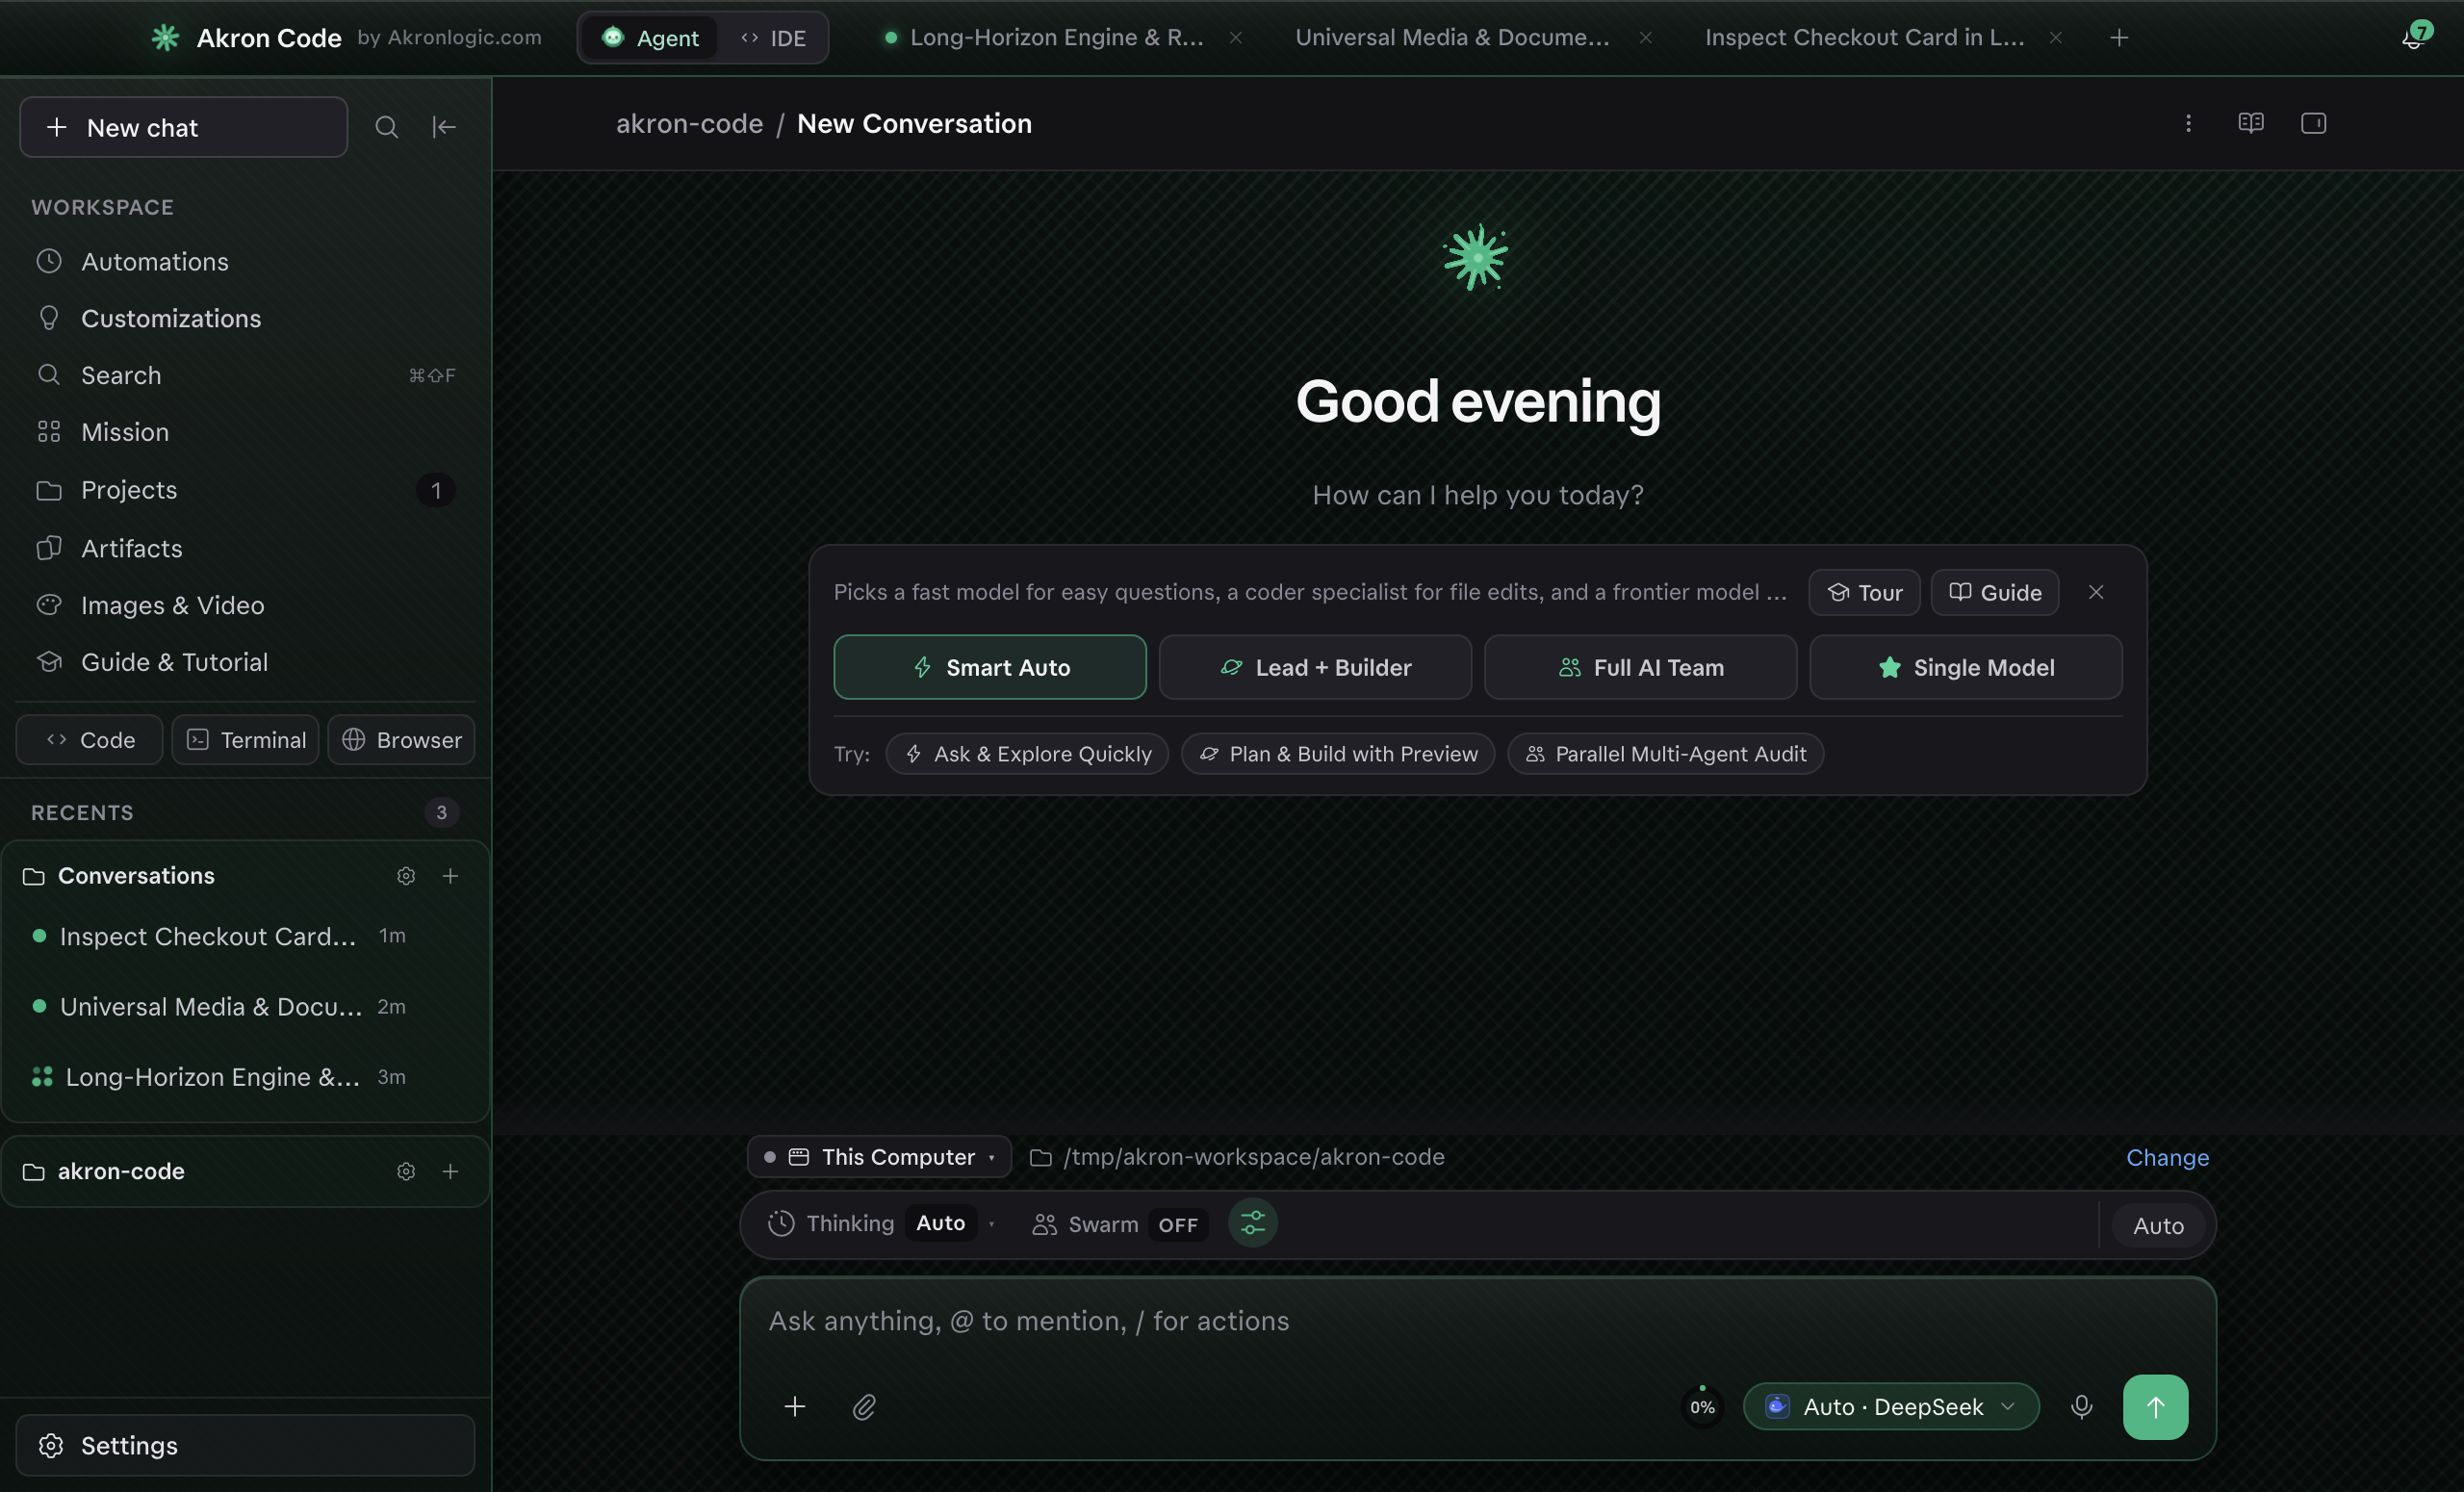 Akron Code by Akronlogic.com
Agent
IDE
Long-Horizon Engine & R...
Universal Media & Docume...
Inspect Checkout Card in L...
7
New chat
akron-code / New Conversation
WORKSPACE
Automations
Customizations
Search ⌘⇧F
Mission
Projects 1
Artifacts
Images & Video
Guide & Tutorial
Code
Terminal
Browser
RECENTS 3
Conversations
Inspect Checkout Card... 1m
Universal Media & Docu... 2m
Long-Horizon Engine &... 3m
akron-code
Settings
Good evening
How can I help you today?
Picks a fast model for easy questions, a coder specialist for file edits, and a frontier model ...
Tour
Guide
Smart Auto
Lead + Builder
Full AI Team
Single Model
Try:
Ask & Explore Quickly
Plan & Build with Preview
Parallel Multi-Agent Audit
This Computer
/tmp/akron-workspace/akron-code
Change
Thinking Auto
Swarm OFF
Auto
Ask anything, @ to mention, / for actions
0%
Auto · DeepSeek